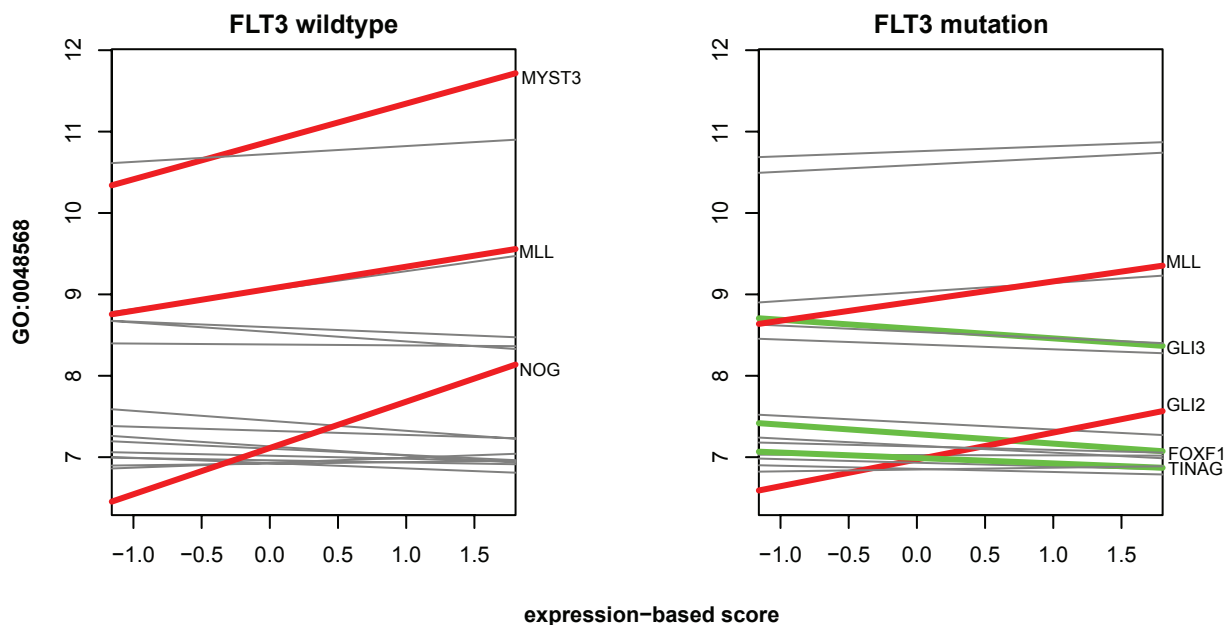 FLT3 wildtype
FLT3 mutation
GO:0048568
12
11
10
9
8
7
MYST3
MLL
NOG
−1.0 −0.5 0.0 0.5 1.0 1.5
12
11
10
9
8
7
MLL
GLI3
GLI2
FOXF1
TINAG
−1.0 −0.5 0.0 0.5 1.0 1.5
expression−based score